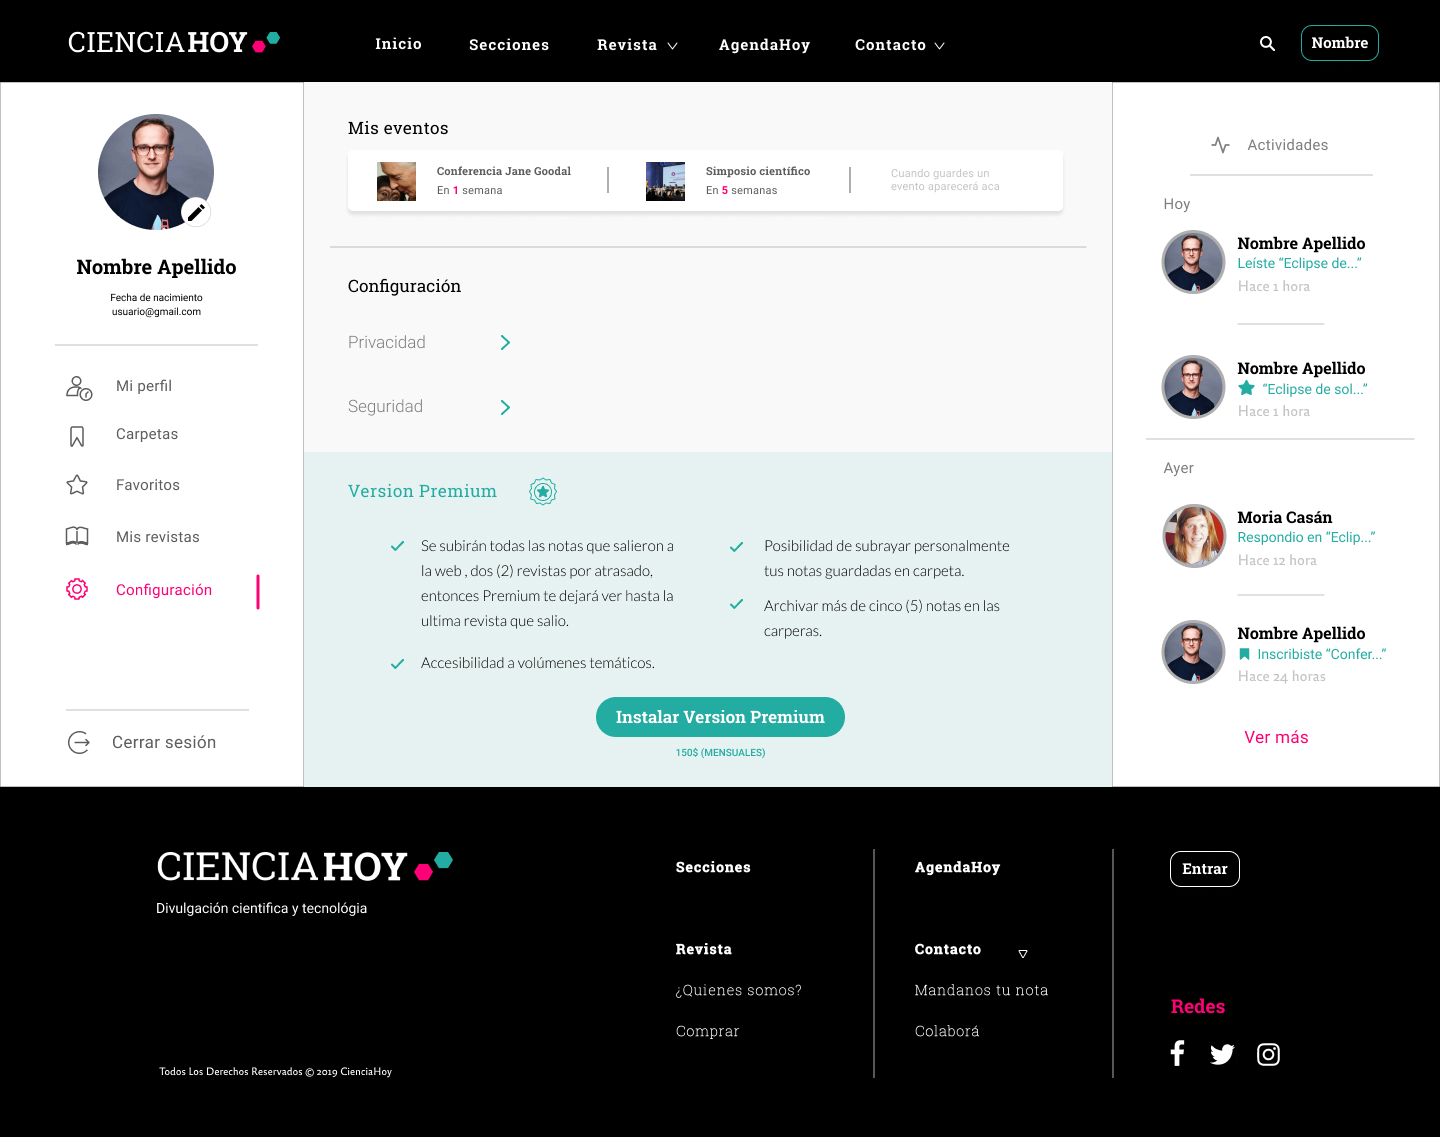 CIENCIAHOY
Inicio
Secciones
Revista
AgendaHoy
Contacto
Nombre
Nombre Apellido
Fecha de nacimiento
usuario@gmail.com
Mi perfil
Carpetas
Favoritos
Mis revistas
Configuración
Cerrar sesión
Mis eventos
Conferencia Jane Goodal
En 1 semana
Simposio científico
En 5 semanas
Cuando guardes un
evento aparecerá aca
Configuración
Privacidad
Seguridad
Version Premium
Se subirán todas las notas que salieron a
la web , dos (2) revistas por atrasado,
entonces Premium te dejará ver hasta la
ultima revista que salio.
Accesibilidad a volúmenes temáticos.
Posibilidad de subrayar personalmente
tus notas guardadas en carpeta.
Archivar más de cinco (5) notas en las
carperas.
Instalar Version Premium
150$ (MENSUALES)
Actividades
Hoy
Nombre Apellido
Leíste “Eclipse de...”
Hace 1 hora
Nombre Apellido
“Eclipse de sol...”
Hace 1 hora
Ayer
Moria Casán
Respondio en “Eclip...”
Hace 12 hora
Nombre Apellido
Inscribiste “Confer...“
Hace 24 horas
Ver más
CIENCIAHOY
Divulgación cientifica y tecnológia
Todos Los Derechos Reservados © 2019 CienciaHoy
Secciones
Revista
¿Quienes somos?
Comprar
AgendaHoy
Contacto
Mandanos tu nota
Colaborá
Entrar
Redes